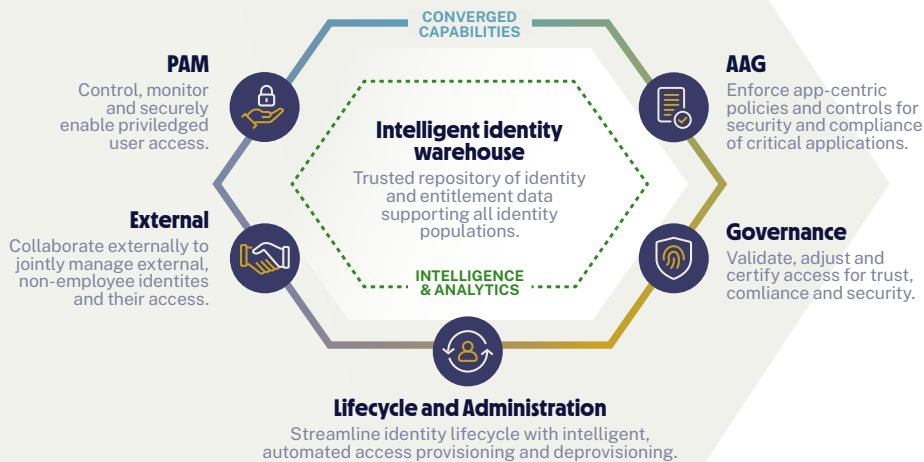 CONVERGED
CAPABILITIES
PAM
Control, monitor
and securely
enable priviledged
user access.
AAG
Enforce app-centric
policies and controls for
security and compliance
of critical applications.
Intelligent identity
warehouse
Trusted repository of identity
and entitlement data
supporting all identity
populations.
External
Collaborate externally to
jointly manage external,
non-employee identites
and their access.
Governance
Validate, adjust and
certify access for trust,
comliance and security.
INTELLIGENCE
& ANALYTICS
Lifecycle and Administration
Streamline identity lifecycle with intelligent,
automated access provisioning and deprovisioning.